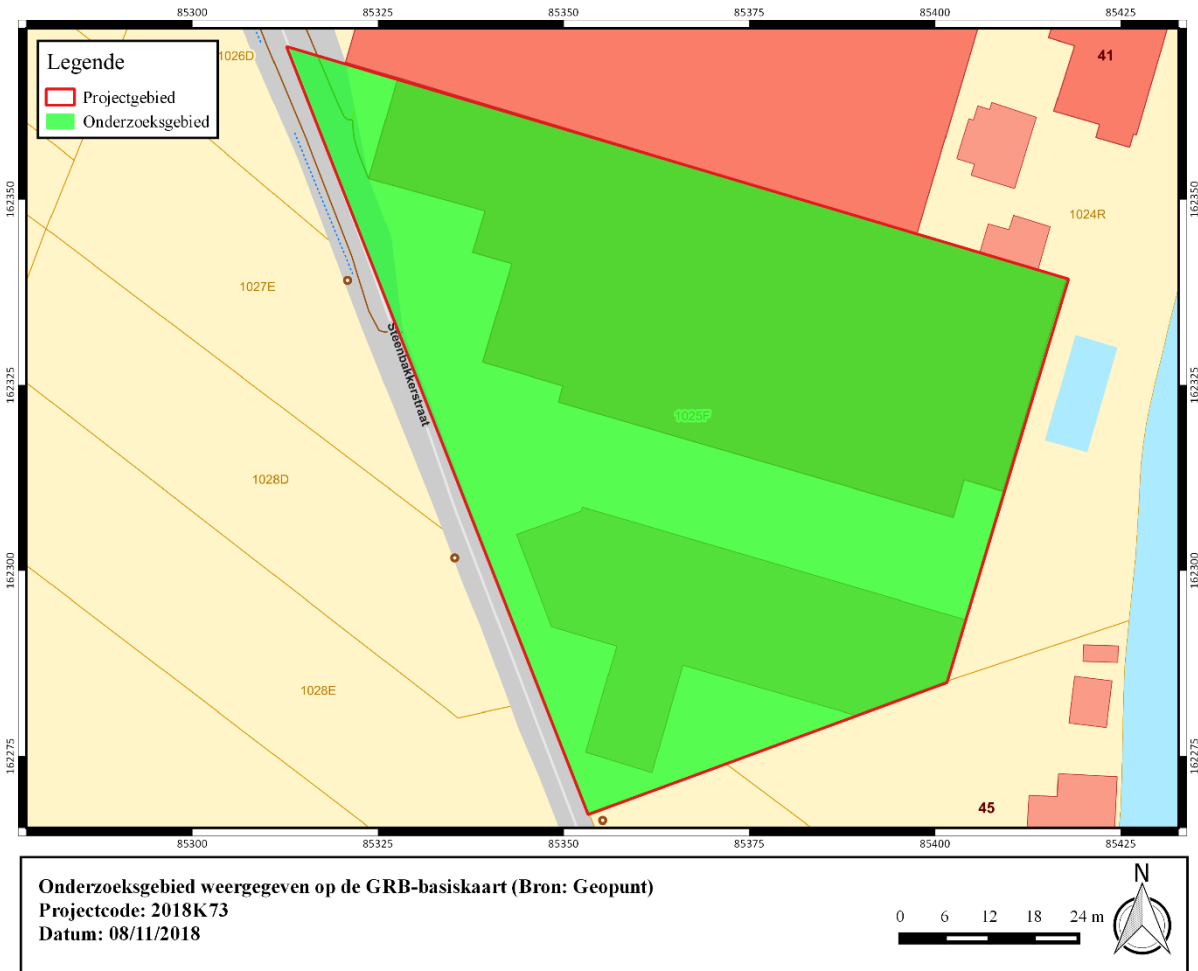 85300 85325 85350 85375 85400 85425
Legende
Projectgebied
Onderzoeksgebied
1026D
41
162350
162350
1024R
1027E
Steenbakkerstraat
162325
162325
1025F
1028D
162300
162300
1028E
162275
162275
45
85300 85325 85350 85375 85400 85425
Onderzoeksgebied weergegeven op de GRB-basiskaart (Bron: Geopunt)
Projectcode: 2018K73
Datum: 08/11/2018
0 6 12 18 24 m
N